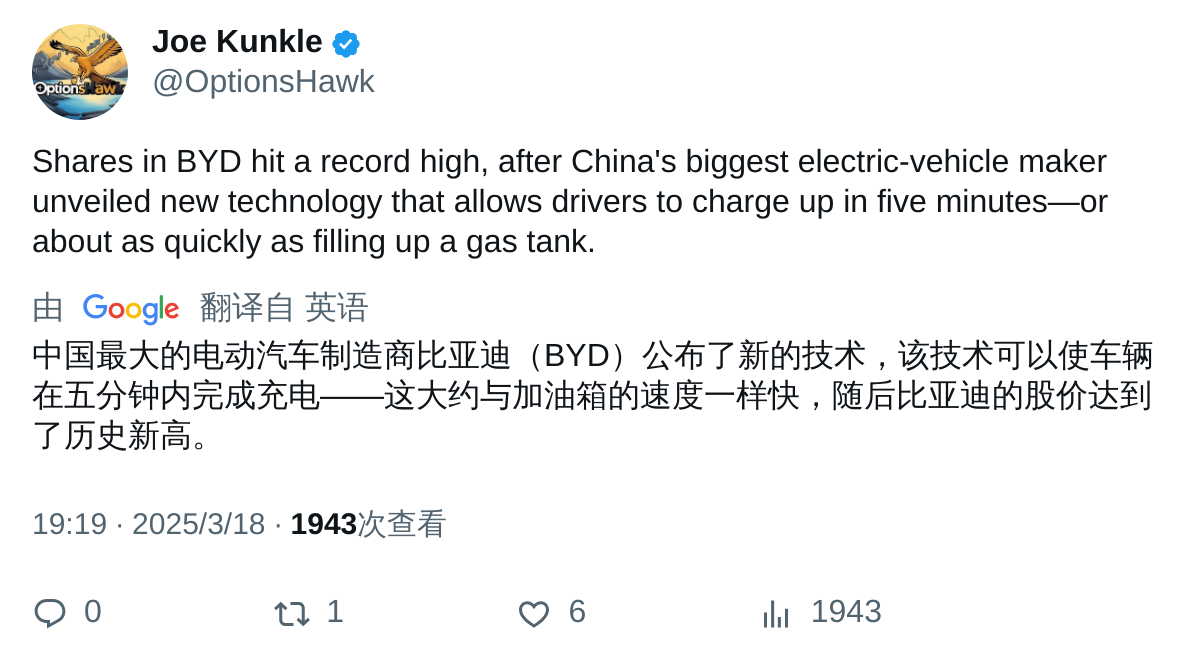 OptionsHawk
Joe Kunkle
@OptionsHawk
Shares in BYD hit a record high, after China's biggest electric-vehicle maker
unveiled new technology that allows drivers to charge up in five minutes—or
about as quickly as filling up a gas tank.
由 Google 翻译自 英语
中国最大的电动汽车制造商比亚迪（BYD）公布了新的技术，该技术可以使车辆
在五分钟内完成充电——这大约与加油箱的速度一样快，随后比亚迪的股价达到
了历史新高。
19:19 · 2025/3/18 · 1943次查看
0 1 6 1943